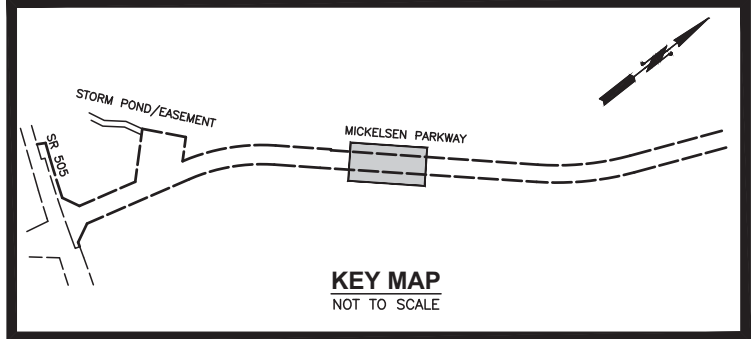 STORM POND/EASEMENT
SR 505
MICKELSEN PARKWAY
KEY MAP
NOT TO SCALE